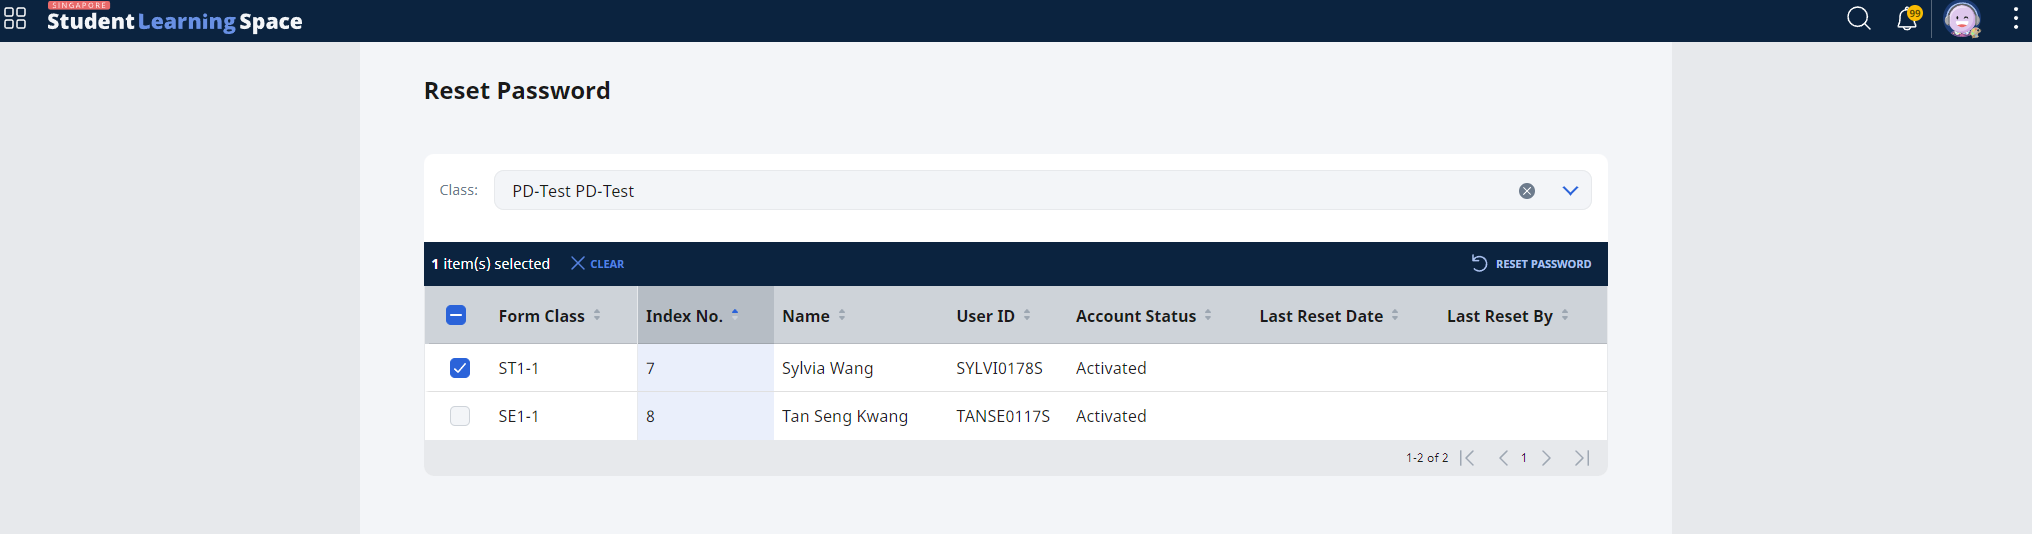 SINGAPORE
Student Learning Space
99
Reset Password
Class: PD-Test PD-Test
1 item(s) selected CLEAR RESET PASSWORD
Form Class Index No. Name User ID Account Status Last Reset Date Last Reset By
ST1-1 7 Sylvia Wang SYLVI0178S Activated
SE1-1 8 Tan Seng Kwang TANSE0117S Activated
1-2 of 2 1